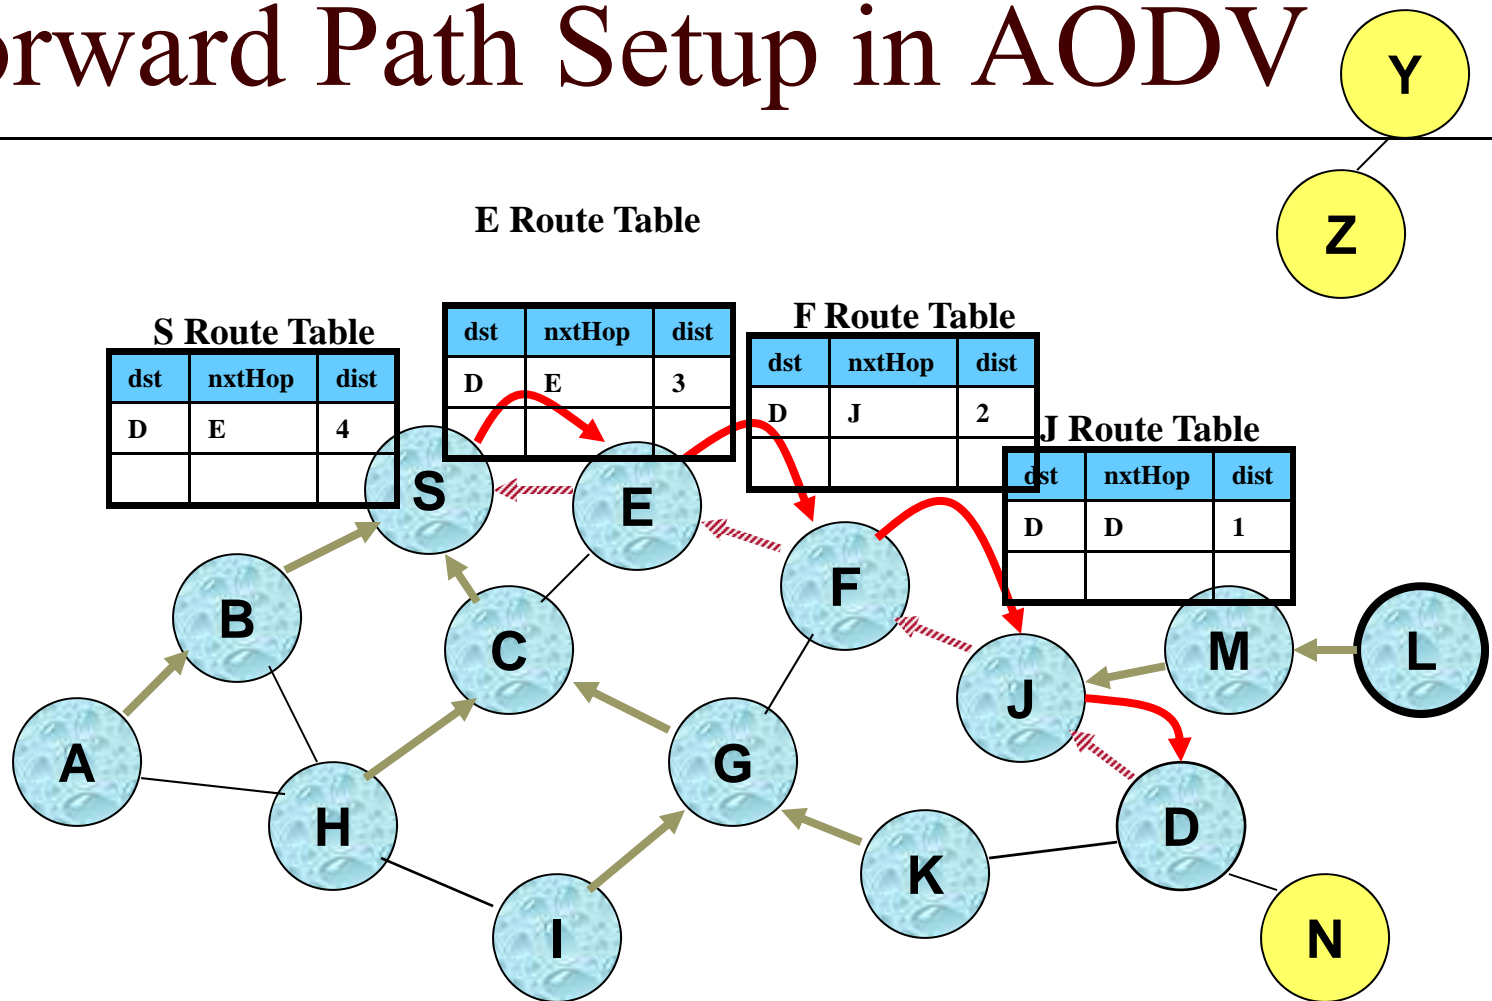 orward Path Setup in AODV
Y
Z
E Route Table
S Route Table
F Route Table
J Route Table
dst nxtHop dist
D E 4
dst nxtHop dist
D E 3
dst nxtHop dist
D J 2
dst nxtHop dist
D D 1
S
E
F
B
C
J
M
L
A
H
G
D
I
K
N